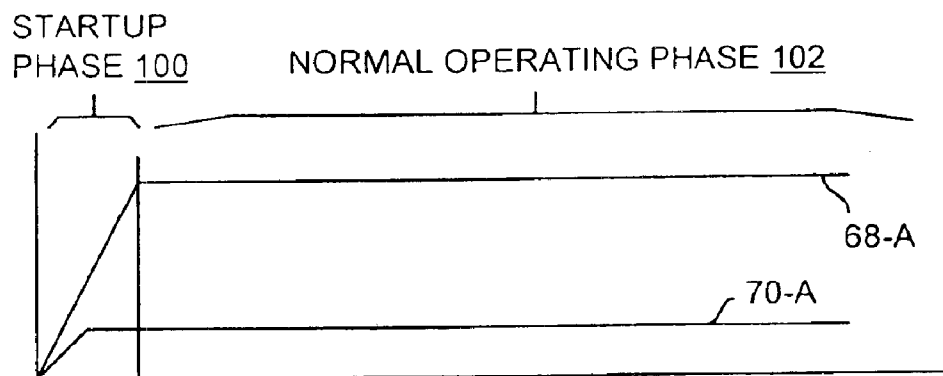 STARTUP
PHASE 100
NORMAL OPERATING PHASE 102
68-A
70-A